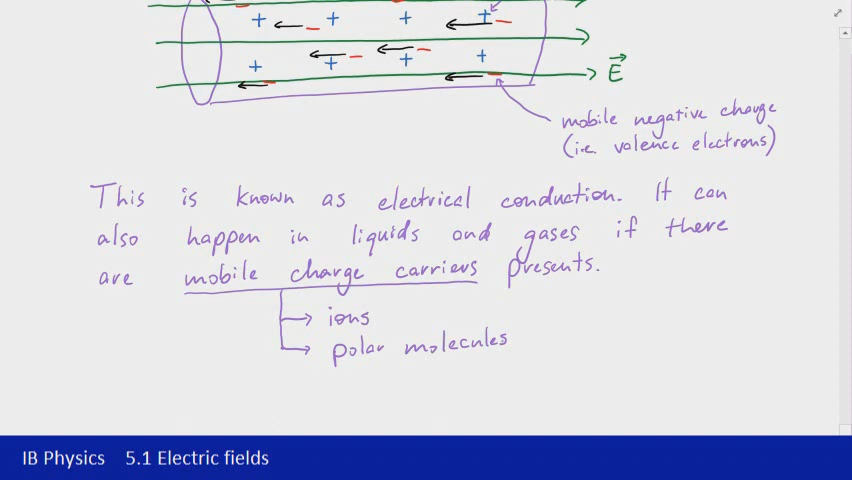 + + + +
+ + + +
E
mobile negative charge
(i.e. valence electrons)
This is known as electrical conduction. It can
also happen in liquids and gases if there
are mobile charge carriers presents.
ions
polar molecules
IB Physics 5.1 Electric fields